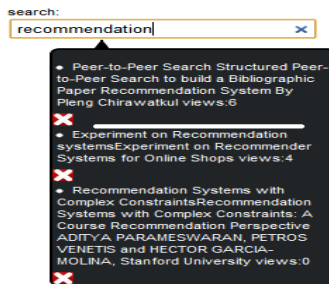 search:
recommendation
• Peer-to-Peer Search Structured Peer-
to-Peer Search to build a Bibliographic
Paper Recommendation System By
Pleng Chirawatkul views:6
• Experiment on Recommendation
systemsExperiment on Recommender
Systems for Online Shops views:4
• Recommendation Systems with
Complex ConstraintsRecommendation
Systems with Complex Constraints: A
Course Recommendation Perspective
ADITYA PARAMESWARAN, PETROS
VENETIS and HECTOR GARCIA-
MOLINA, Stanford University views:0